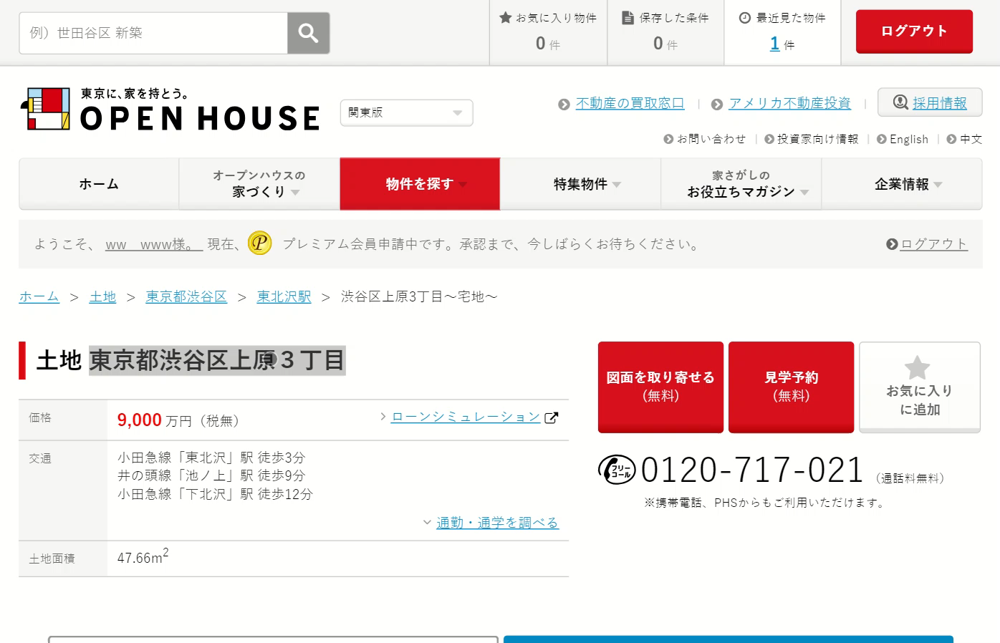 例）世田谷区 新築
お気に入り物件
0 件
保存した条件
0 件
最近見た物件
1 件
ログアウト
東京に、家を持とう。
OPEN HOUSE
関東版
不動産の買取窓口
アメリカ不動産投資
採用情報
お問い合わせ
投資家向け情報
English
中文
ホーム
オープンハウスの
家づくり
物件を探す
特集物件
家さがしの
お役立ちマガジン
企業情報
ようこそ、 ww　www様。 現在、 P プレミアム会員申請中です。承認まで、今しばらくお待ちください。
ログアウト
ホーム > 土地 > 東京都渋谷区 > 東北沢駅 > 渋谷区上原3丁目～宅地～
土地 東京都渋谷区上原３丁目
価格
9,000 万円（税無）
ローンシミュレーション
交通
小田急線「東北沢」駅 徒歩3分
井の頭線「池ノ上」駅 徒歩9分
小田急線「下北沢」駅 徒歩12分
通勤・通学を調べる
土地面積
47.66m2
図面を取り寄せる
(無料)
見学予約
(無料)
お気に入り
に追加
フリー
コール
0120-717-021 （通話料無料）
※携帯電話、PHSからもご利用いただけます。